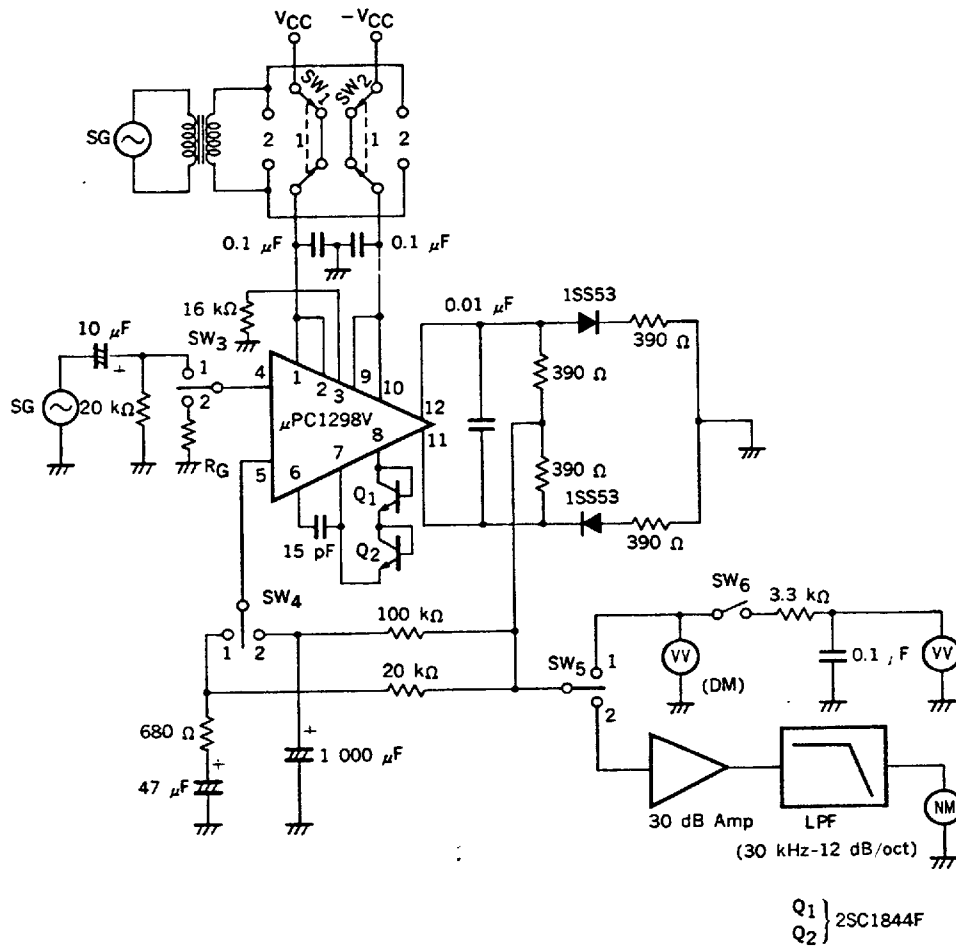 VCC
-VCC
SW1
SW2
SG
2
1
1
2
0.1 μF
0.1 μF
16 kΩ
0.01 μF
1SS53
390 Ω
10 μF
SW3
1
2
SG
20 kΩ
RG
4
5
1
2
3
9
10
μPC1298V
12
11
6
7
8
390 Ω
390 Ω
1SS53
390 Ω
Q1
Q2
15 pF
SW4
1
2
100 kΩ
20 kΩ
SW5
1
2
SW6
3.3 kΩ
VV
(DM)
0.1 F
VV
680 Ω
+
47 μF
+
1 000 μF
+
30 dB Amp
LPF
(30 kHz-12 dB/oct)
NM
Q1
Q2 } 2SC1844F